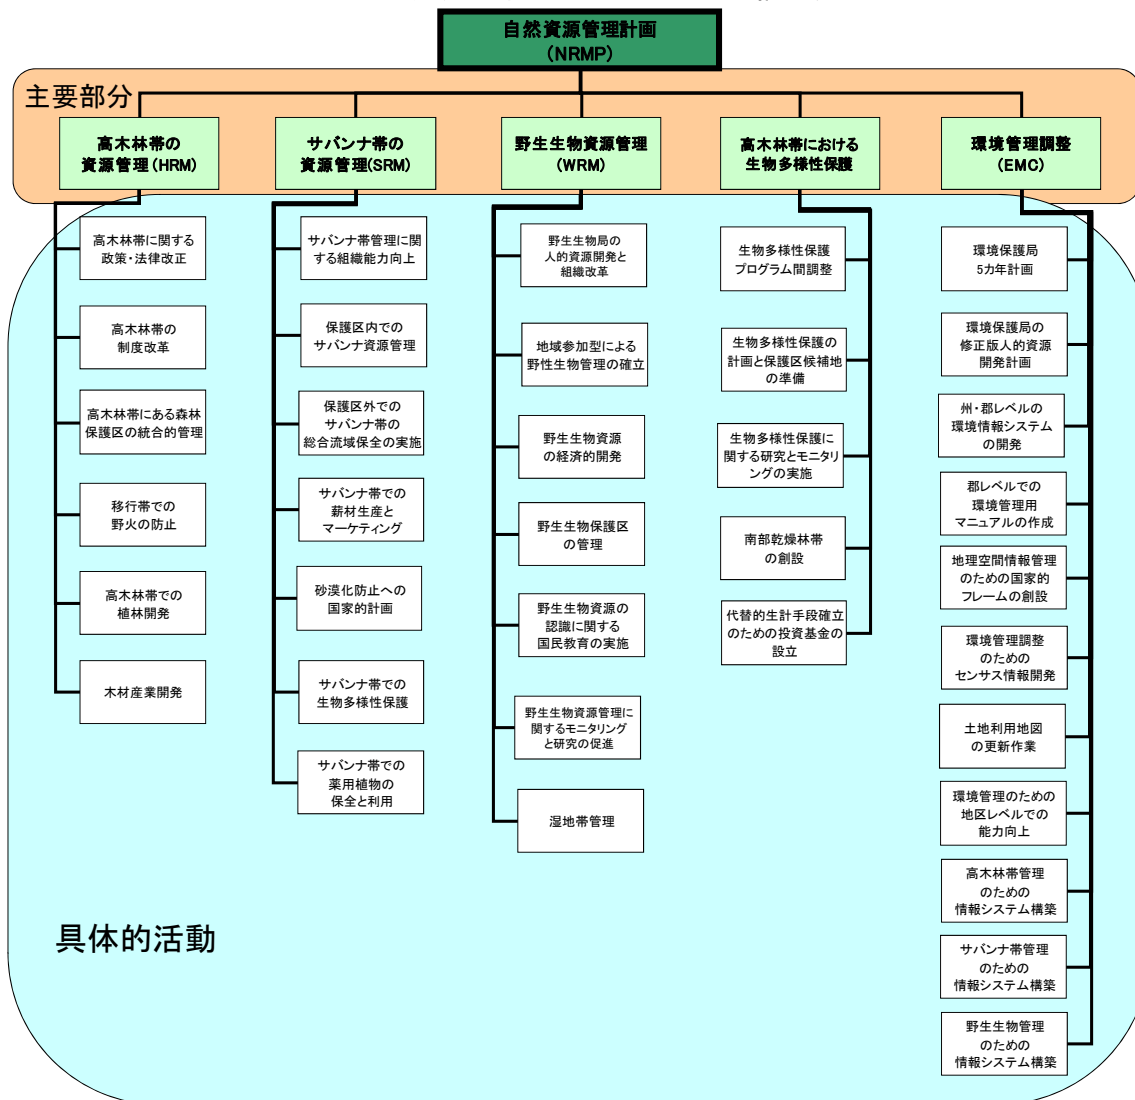 自然資源管理計画
(NRMP)
主要部分
高木林帯の
資源管理(HRM)
サバンナ帯の
資源管理(SRM)
野生生物資源管理
(WRM)
高木林帯における
生物多様性保護
環境管理調整
(EMC)
高木林帯に関する
政策・法律改正
高木林帯の
制度改革
高木林帯にある森林
保護区の統合的管理
移行帯での
野火の防止
高木林帯での
植林開発
木材産業開発
サバンナ帯管理に関
する組織能力向上
保護区内での
サバンナ資源管理
保護区外での
サバンナ帯の
総合流域保全の実施
サバンナ帯での
薪材生産と
マーケティング
砂漠化防止への
国家的計画
サバンナ帯での
生物多様性保護
サバンナ帯での
薬用植物の
保全と利用
野生生物局の
人的資源開発と
組織改革
地域参加型による
野性生物管理の確立
野生生物資源
の経済的開発
野生生物保護区
の管理
野生生物資源の
認識に関する
国民教育の実施
野生生物資源管理に
関するモニタリング
と研究の促進
湿地帯管理
生物多様性保護
プログラム間調整
生物多様性保護の
計画と保護区候補地
の準備
生物多様性保護に
関する研究とモニタ
リングの実施
南部乾燥林帯
の創設
代替的生計手段確立
のための投資基金の
設立
環境保護局
5カ年計画
環境保護局の
修正版人的資源
開発計画
州・郡レベルの
環境情報システム
の開発
郡レベルでの
環境管理用
マニュアルの作成
地理空間情報管理
のための国家的
フレームの創設
環境管理調整
のための
センサス情報開発
土地利用地図
の更新作業
環境管理のための
地区レベルでの
能力向上
高木林帯管理
のための
情報システム構築
サバンナ帯管理
のための
情報システム構築
野生生物管理
のための
情報システム構築
具体的活動